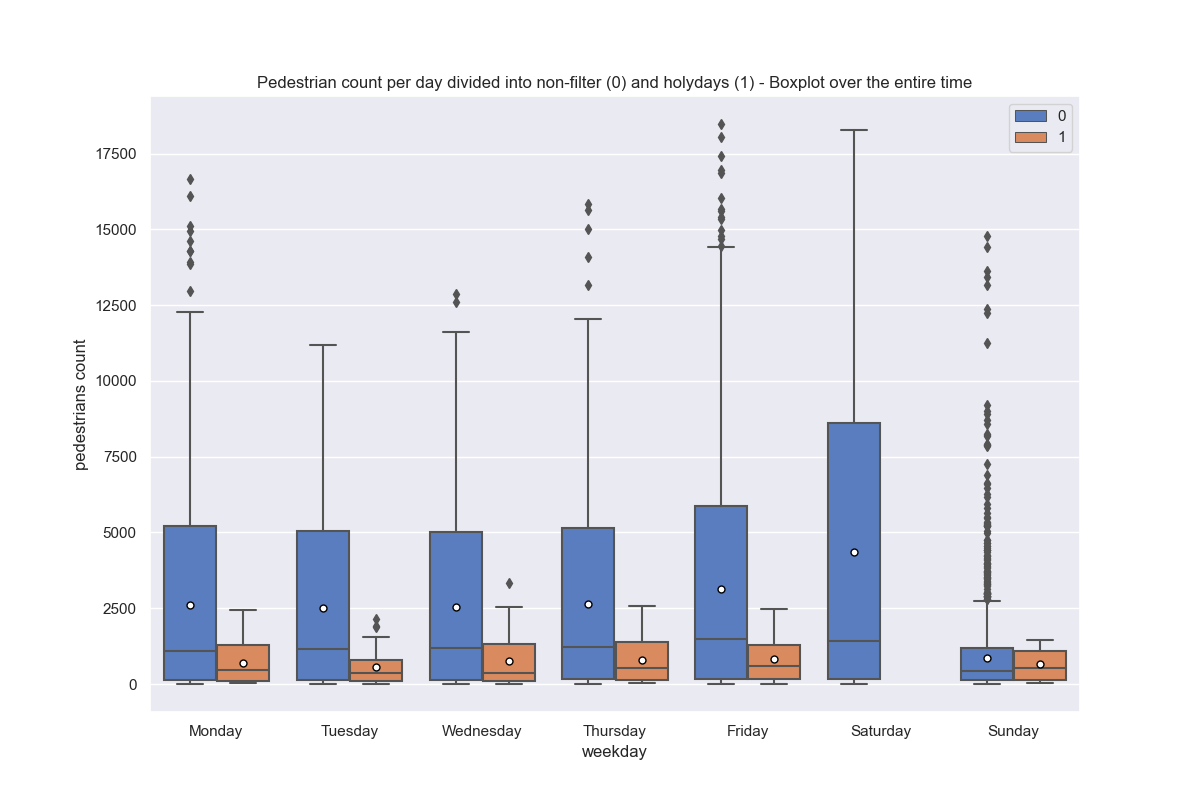 Pedestrian count per day divided into non-filter (0) and holydays (1) - Boxplot over the entire time
0
1
17500
15000
12500
10000
7500
5000
2500
0
pedestrians count
Monday Tuesday Wednesday Thursday Friday Saturday Sunday
weekday